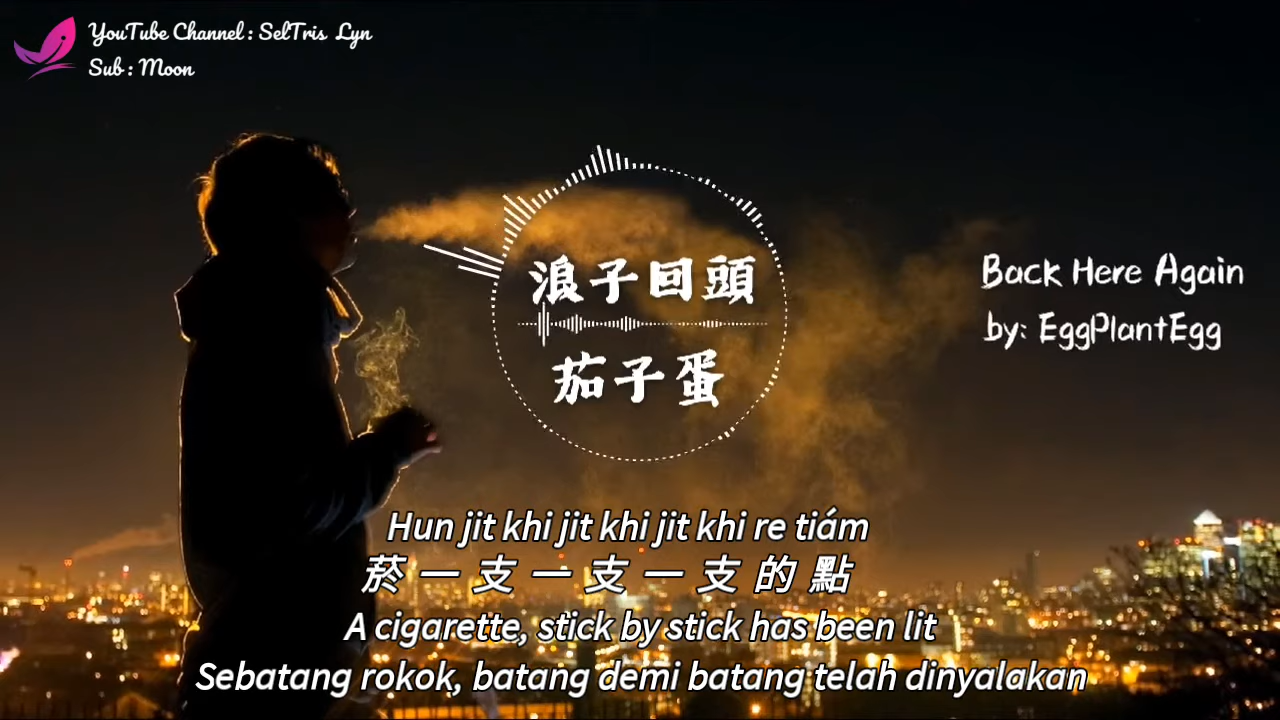 YouTube Channel : SelTris Lyn
Sub : Moon
浪子回頭
茄子蛋
Back Here Again
by: EggPlantEgg
Hun jit khi jit khi jit khi re tiám
菸一支一支一支的點
A cigarette, stick by stick has been lit
Sebatang rokok, batang demi batang telah dinyalakan